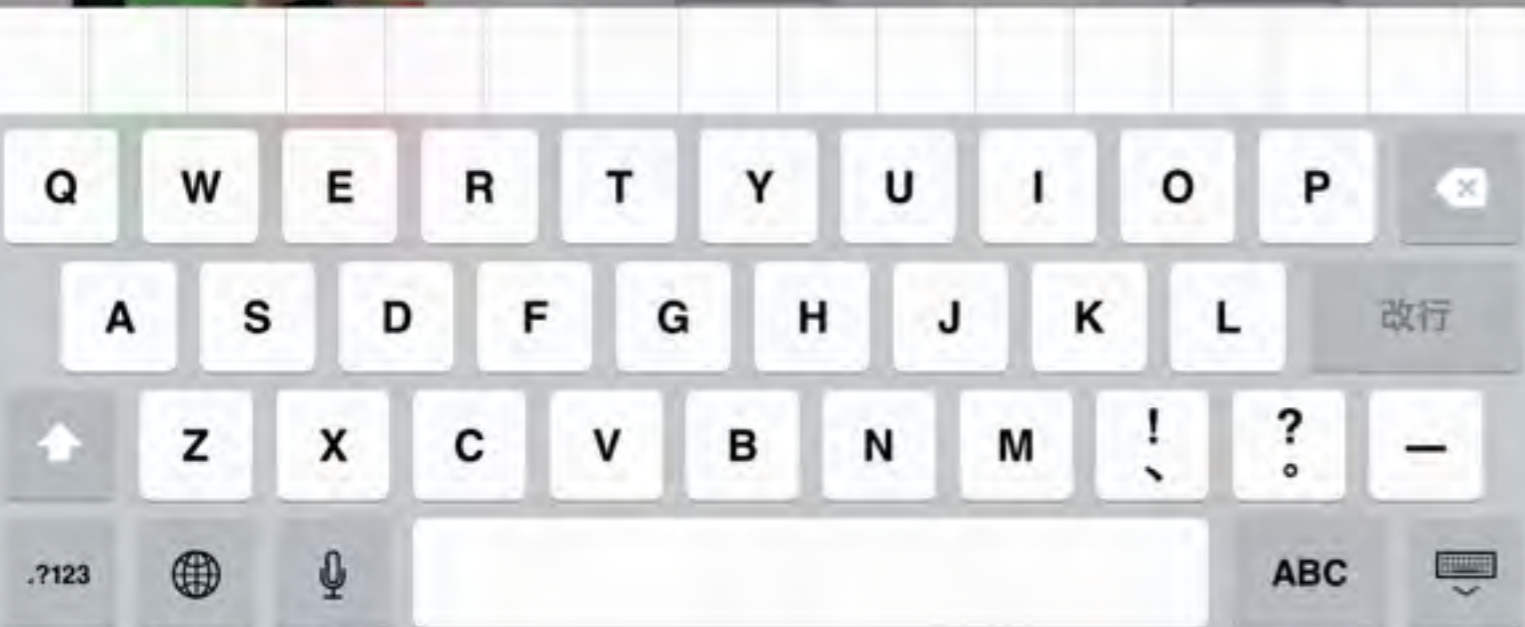 Q W E R T Y U I O P
A S D F G H J K L 改行
Z X C V B N M ! 、 ? 。 ー
.?123 ABC